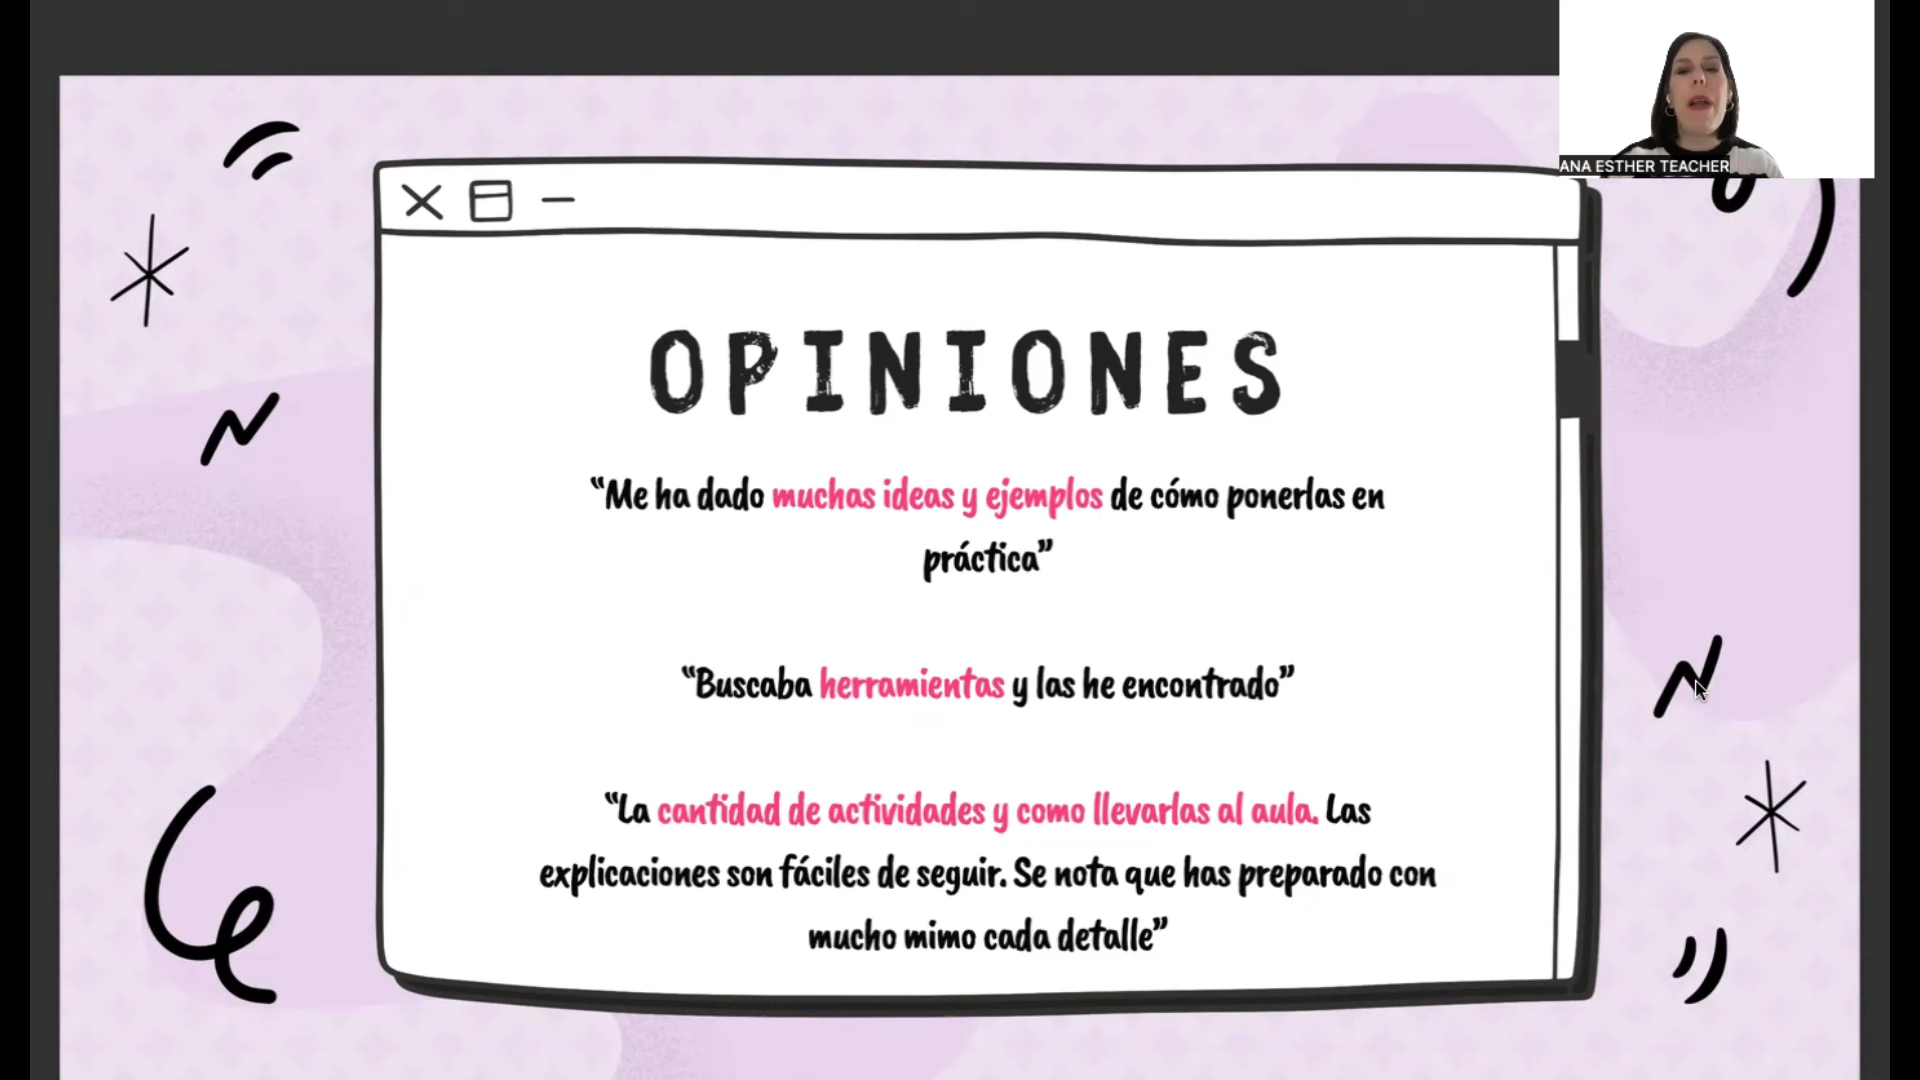 ANA ESTHER TEACHER
OPINIONES
“Me ha dado muchas ideas y ejemplos de cómo ponerlas en
práctica”
“Buscaba herramientas y las he encontrado”
“La cantidad de actividades y como llevarlas al aula. Las
explicaciones son fáciles de seguir. Se nota que has preparado con
mucho mimo cada detalle”